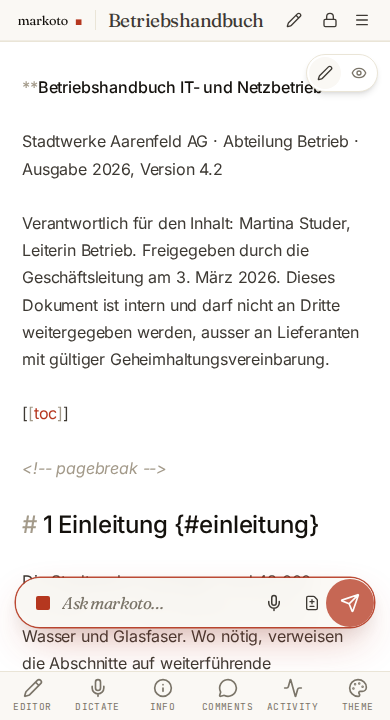 markoto
Betriebshandbuch
**Betriebshandbuch IT- und Netzbetrieb
Stadtwerke Aarenfeld AG · Abteilung Betrieb ·
Ausgabe 2026, Version 4.2
Verantwortlich für den Inhalt: Martina Studer,
Leiterin Betrieb. Freigegeben durch die
Geschäftsleitung am 3. März 2026. Dieses
Dokument ist intern und darf nicht an Dritte
weitergegeben werden, ausser an Lieferanten
mit gültiger Geheimhaltungsvereinbarung.
[[toc]]
<!-- pagebreak -->
# 1 Einleitung {#einleitung}
Ask markoto...
Wasser und Glasfaser. Wo nötig, verweisen
die Abschnitte auf weiterführende
EDITOR
DICTATE
INFO
COMMENTS
ACTIVITY
THEME